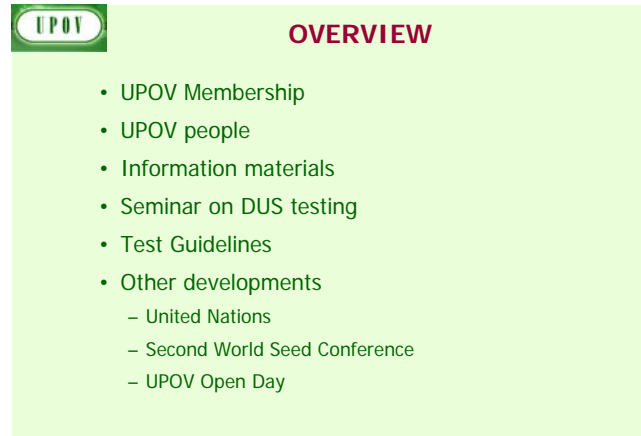 UPOV
OVERVIEW
• UPOV Membership
• UPOV people
• Information materials
• Seminar on DUS testing
• Test Guidelines
• Other developments
– United Nations
– Second World Seed Conference
– UPOV Open Day